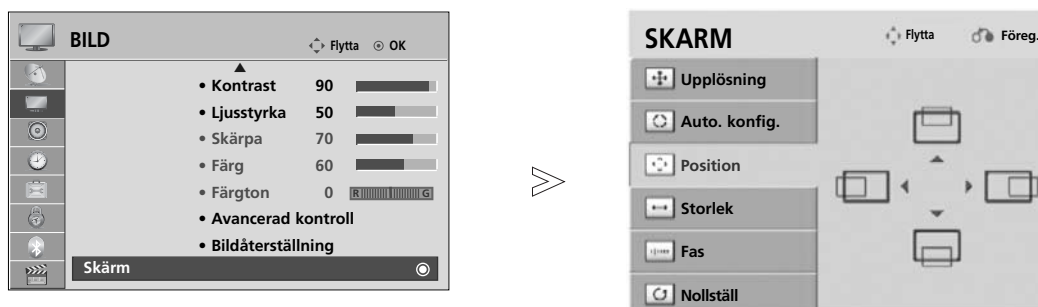 BILD
Flytta OK
• Kontrast 90
• Ljusstyrka 50
• Skärpa 70
• Färg 60
• Färgton 0 R G
• Avancerad kontroll
• Bildåterställning
Skärm
SKARM
Flytta Föreg.
Upplösning
Auto. konfig.
Position
Storlek
Fas
Nollställ